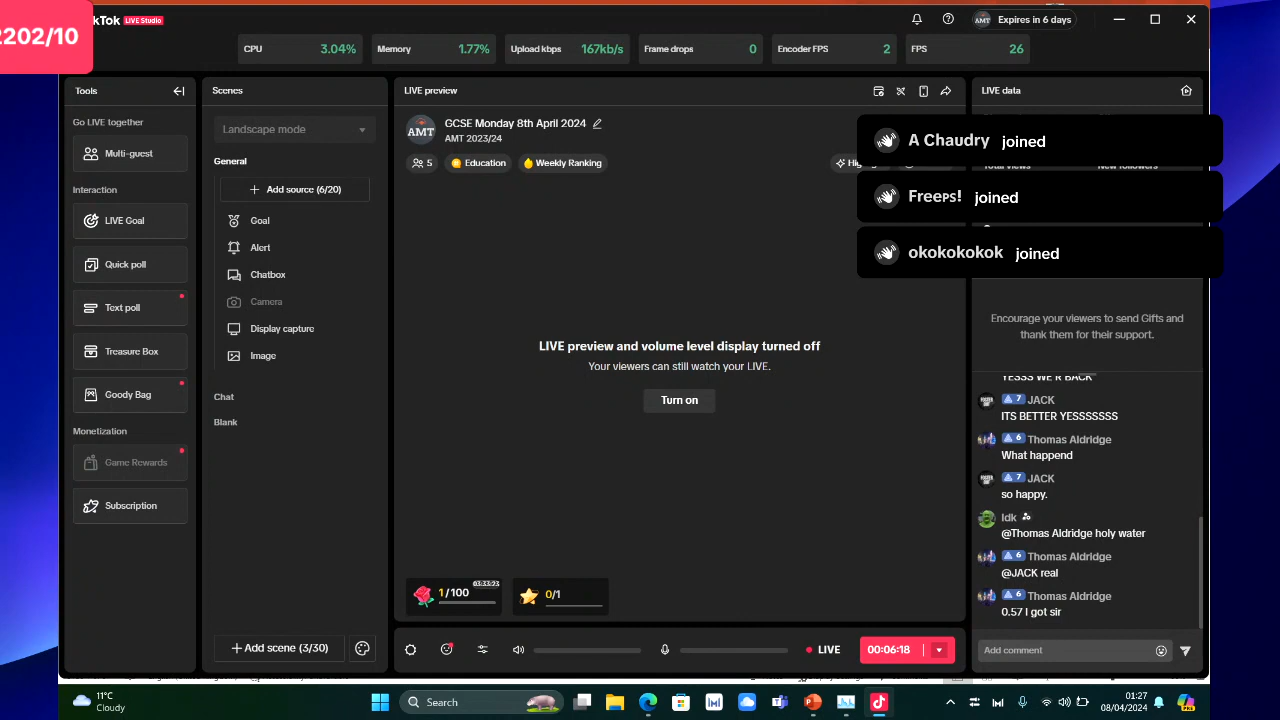 2202/10
kTok LIVE Studio
AMT Expires in 6 days
CPU 3.04%
Memory 1.77%
Upload kbps 167kb/s
Frame drops 0
Encoder FPS 2
FPS 26
Tools
Go LIVE together
Multi-guest
Interaction
LIVE Goal
Quick poll
Text poll
Treasure Box
Goody Bag
Monetization
Game Rewards
Subscription
Scenes
Landscape mode
General
Add source (6/20)
Goal
Alert
Chatbox
Camera
Display capture
Image
Chat
Blank
Add scene (3/30)
LIVE preview
AMT
GCSE Monday 8th April 2024
AMT 2023/24
5
Education
Weekly Ranking
LIVE preview and volume level display turned off
Your viewers can still watch your LIVE.
Turn on
1/100
0/1
LIVE
00:06:18
LIVE data
A Chaudry joined
Freeps! joined
okokokokok joined
Encourage your viewers to send Gifts and
thank them for their support.
YESSS WE R BACK
7 JACK
ITS BETTER YESSSSSSS
6 Thomas Aldridge
What happend
7 JACK
so happy.
Idk
@Thomas Aldridge holy water
6 Thomas Aldridge
@JACK real
6 Thomas Aldridge
0.57 I got sir
Add comment
11°C
Cloudy
Search
01:27
08/04/2024